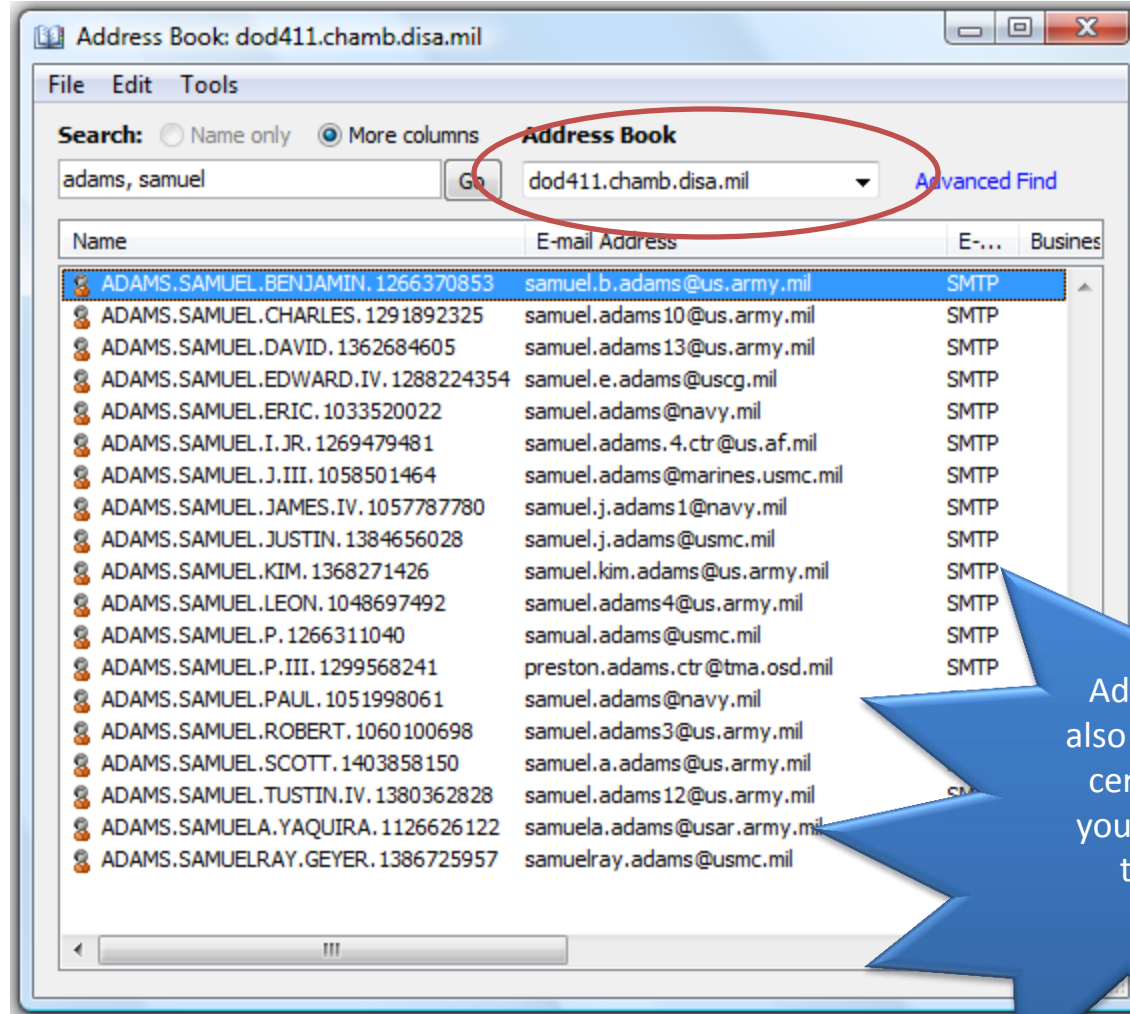 Address Book: dod411.chamb.disa.mil
File Edit Tools
Search: Name only More columns Address Book
adams, samuel Go dod411.chamb.disa.mil Advanced Find
Name E-mail Address E-... Busines
ADAMS.SAMUEL.BENJAMIN.1266370853 samuel.b.adams@us.army.mil SMTP
ADAMS.SAMUEL.CHARLES.1291892325 samuel.adams10@us.army.mil SMTP
ADAMS.SAMUEL.DAVID.1362684605 samuel.adams13@us.army.mil SMTP
ADAMS.SAMUEL.EDWARD.IV.1288224354 samuel.e.adams@uscg.mil SMTP
ADAMS.SAMUEL.ERIC.1033520022 samuel.adams@navy.mil SMTP
ADAMS.SAMUEL.I.JR.1269479481 samuel.adams.4.ctr@us.af.mil SMTP
ADAMS.SAMUEL.J.III.1058501464 samuel.adams@marines.usmc.mil SMTP
ADAMS.SAMUEL.JAMES.IV.1057787780 samuel.j.adams1@navy.mil SMTP
ADAMS.SAMUEL.JUSTIN.1384656028 samuel.j.adams@usmc.mil SMTP
ADAMS.SAMUEL.KIM.1368271426 samuel.kim.adams@us.army.mil SMTP
ADAMS.SAMUEL.LEON.1048697492 samuel.adams4@us.army.mil SMTP
ADAMS.SAMUEL.P.1266311040 samual.adams@usmc.mil SMTP
ADAMS.SAMUEL.P.III.1299568241 preston.adams.ctr@tma.osd.mil SMTP
ADAMS.SAMUEL.PAUL.1051998061 samuel.adams@navy.mil
ADAMS.SAMUEL.ROBERT.1060100698 samuel.adams3@us.army.mil
ADAMS.SAMUEL.SCOTT.1403858150 samuel.a.adams@us.army.mil
ADAMS.SAMUEL.TUSTIN.IV.1380362828 samuel.adams12@us.army.mil
ADAMS.SAMUELA.YAQUIRA.1126626122 samuela.adams@usar.army.mil
ADAMS.SAMUELRAY.GEYER.1386725957 samuelray.adams@usmc.mil
Ad
also
cer
you
t